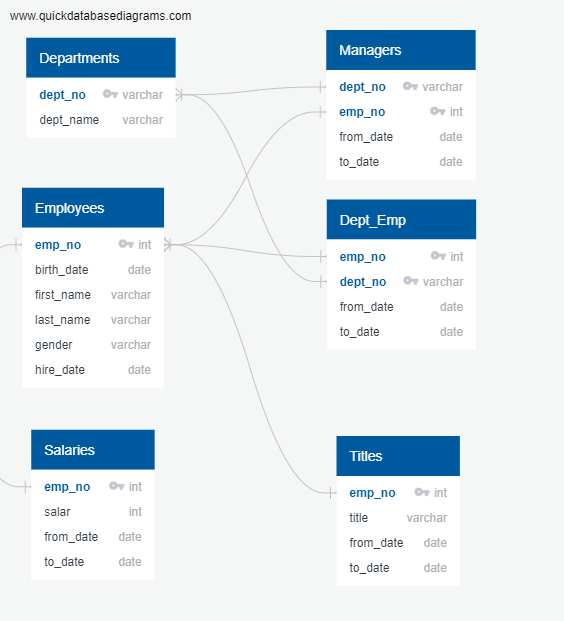 www.quickdatabasediagrams.com
Departments
dept_no varchar
dept_name varchar
Managers
dept_no varchar
emp_no int
from_date date
to_date date
Employees
emp_no int
birth_date date
first_name varchar
last_name varchar
gender varchar
hire_date date
Dept_Emp
emp_no int
dept_no varchar
from_date date
to_date date
Salaries
emp_no int
salar int
from_date date
to_date date
Titles
emp_no int
title varchar
from_date date
to_date date